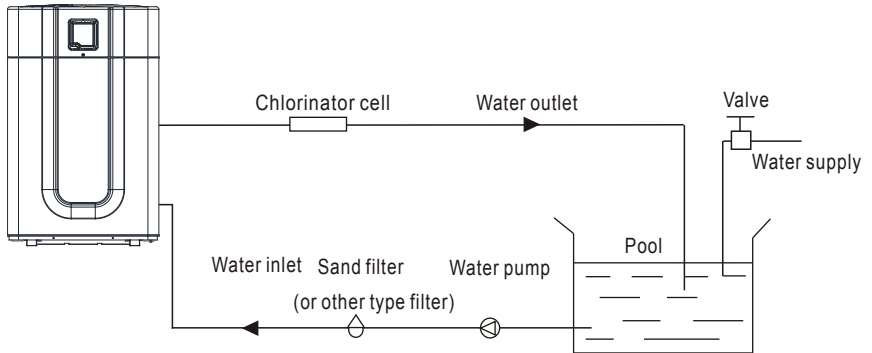 Chlorinator cell
Water outlet
Valve
Water supply
Pool
Water inlet
Sand filter
(or other type filter)
Water pump